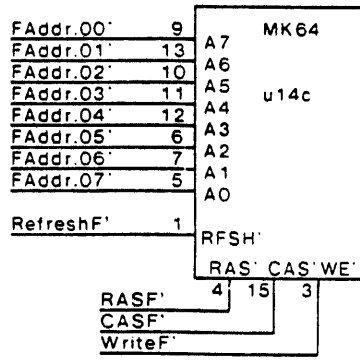 FAddr.00' 9 MK64
FAddr.01' 13 A7
FAddr.02' 10 A6
FAddr.03' 11 A5 u14c
FAddr.04' 12 A4
FAddr.05' 6 A3
FAddr.06' 7 A2
FAddr.07' 5 A1
A0
RefreshF' 1 RFSH'
RAS' CAS' WE'
4 15 3
RASF'
CASF'
WriteF'